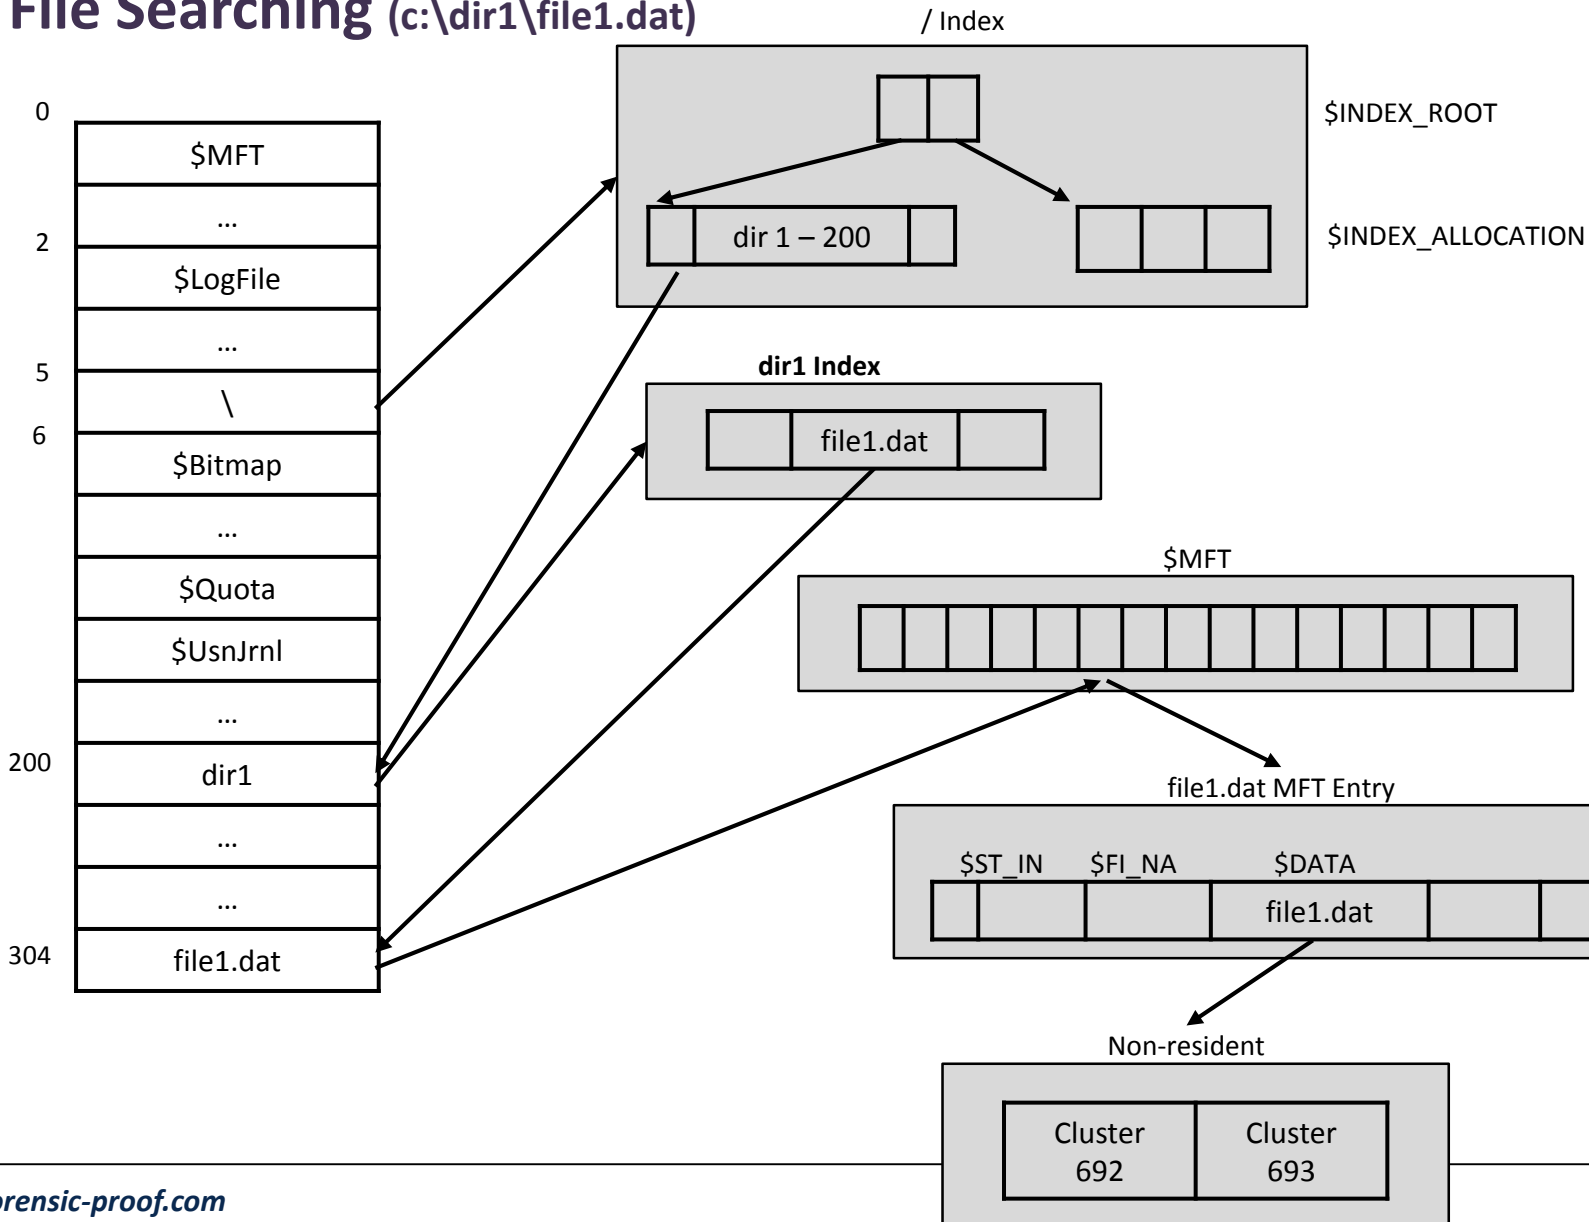 File Searching (c:\dir1\file1.dat)
/ Index
0
$MFT
...
2
$LogFile
...
5
\
6
$Bitmap
...
$Quota
$UsnJrnl
...
200
dir1
...
...
304
file1.dat
$INDEX_ROOT
dir 1 – 200
$INDEX_ALLOCATION
dir1 Index
file1.dat
$MFT
file1.dat MFT Entry
$ST_IN $FI_NA $DATA
file1.dat
Non-resident
Cluster
692
Cluster
693
orensic-proof.com